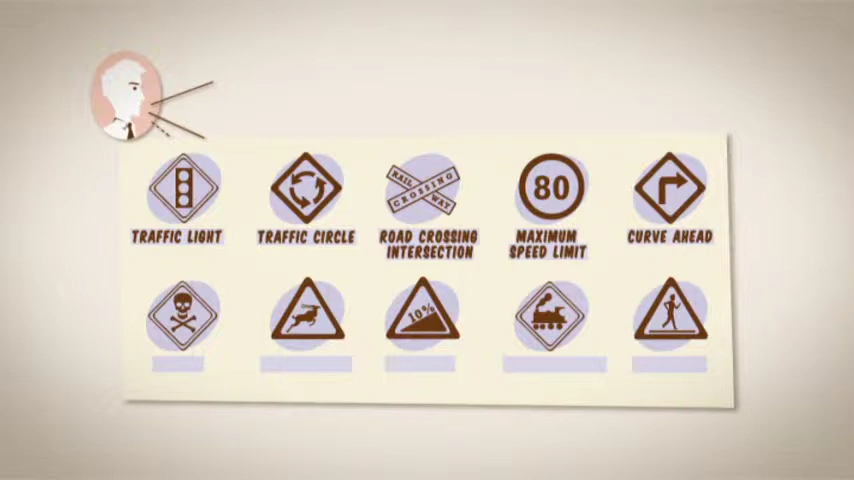 RAIL WAY
CROSSING
80
TRAFFIC LIGHT
TRAFFIC CIRCLE
ROAD CROSSING
INTERSECTION
MAXIMUM
SPEED LIMIT
CURVE AHEAD
10%